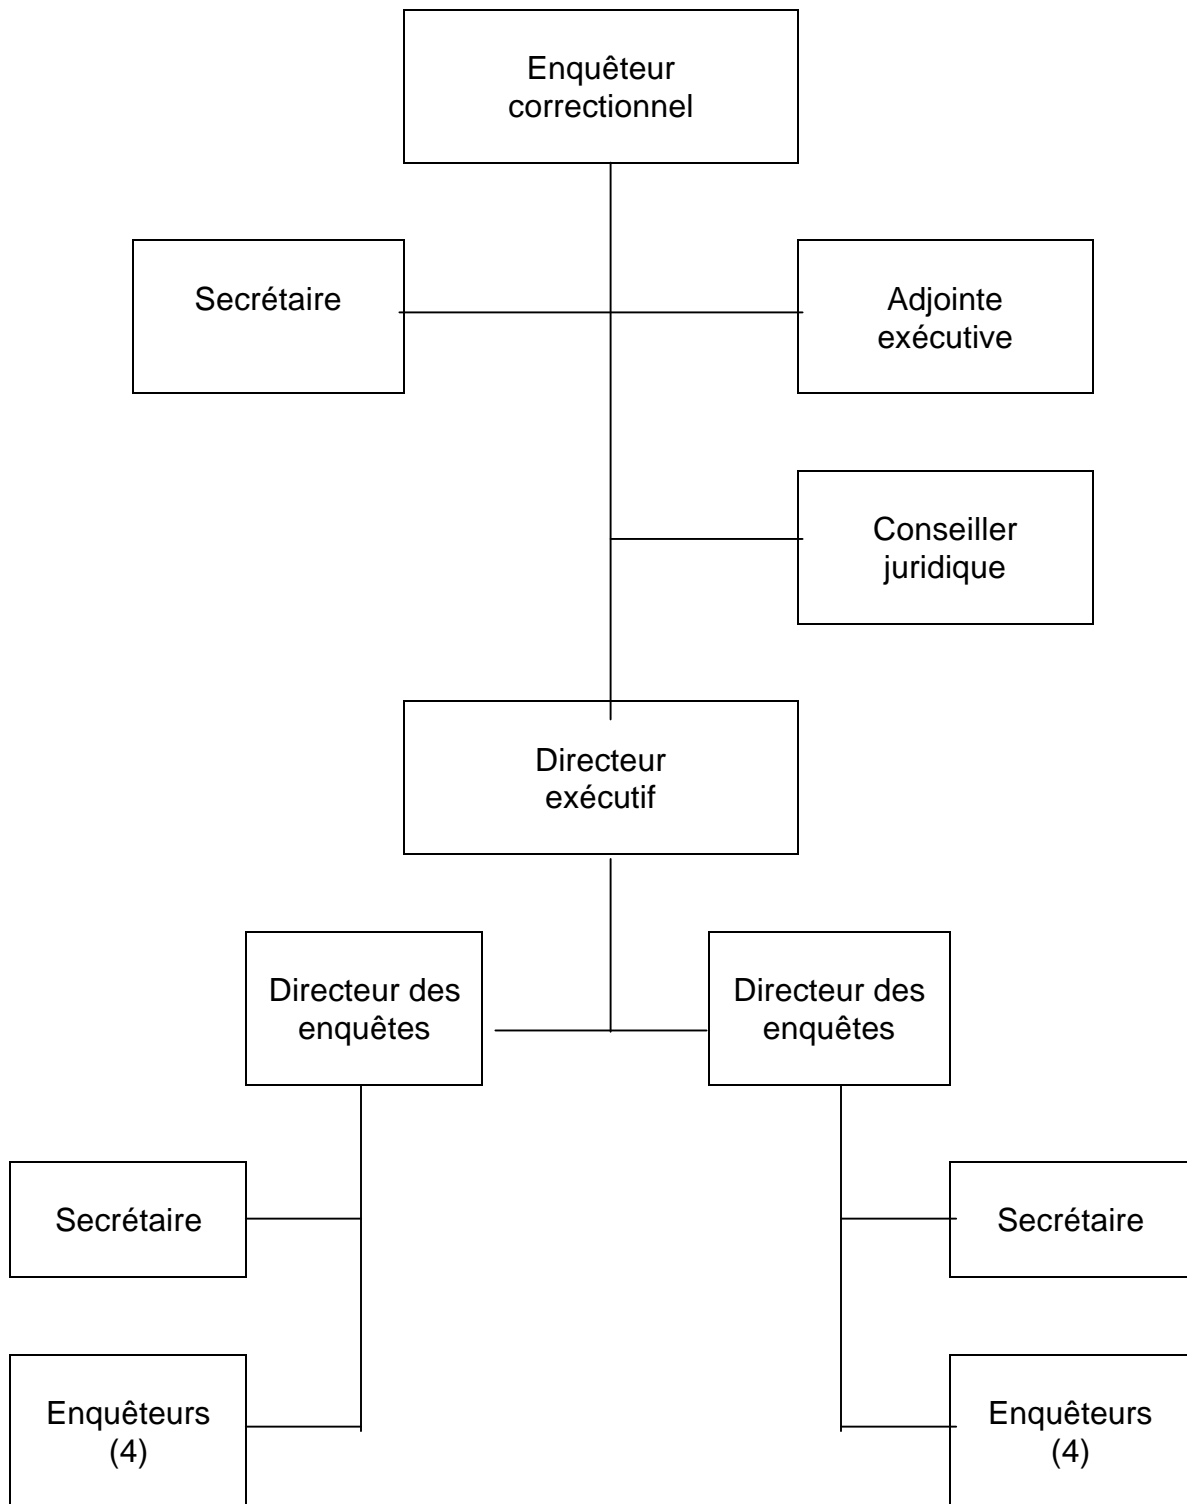 Enquêteur
correctionnel
Secrétaire
Adjointe
exécutive
Conseiller
juridique
Directeur
exécutif
Directeur des
enquêtes
Directeur des
enquêtes
Secrétaire
Secrétaire
Enquêteurs
(4)
Enquêteurs
(4)